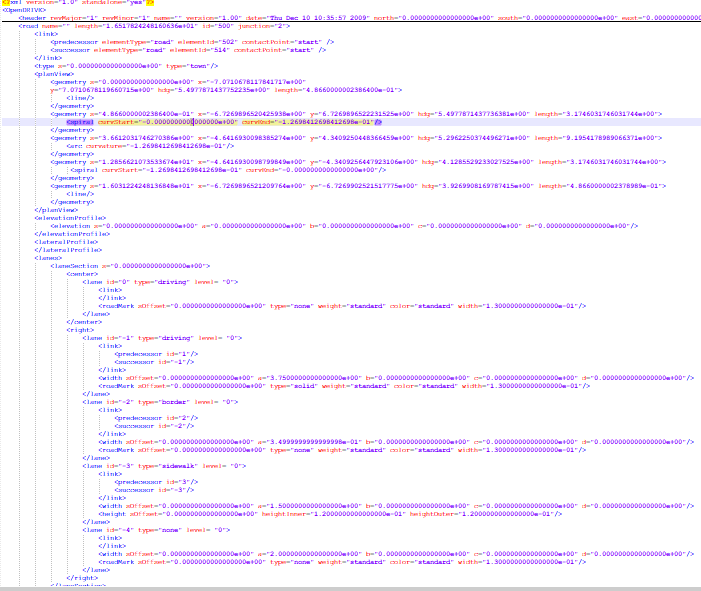 <?xml version="1.0" standalone="yes"?>
<OpenDRIVE>
<header revMajor="1" revMinor="1" name="" version="1.00" date="Thu Dec 10 10:35:57 2009" north="0.0000000000000000e+00" south="0.0000000000000000e+00" east="0.000000000
<road name="" length="1.6517824248160636e+01" id="500" junction="2">
<link>
<predecessor elementType="road" elementId="502" contactPoint="start" />
<successor elementType="road" elementId="514" contactPoint="start" />
</link>
<type s="0.0000000000000000e+00" type="town" />
<planView>
<geometry s="0.0000000000000000e+00" x="-7.0710678117841717e+00"
y="7.0710678119660715e+00" hdg="5.4977871437752235e+00" length="4.8660000002386400e-01">
<line/>
</geometry>
<geometry s="4.8660000002386400e-01" x="-6.7269896520425938e+00" y="6.7269896522231525e+00" hdg="5.4977871437736381e+00" length="3.1746031746031744e+00">
<spiral curvStart="-0.0000000000000000e+00" curvEnd="-1.2698412698412698e-01"/>
</geometry>
<geometry s="3.6612031746270386e+00" x="-4.6416930098385274e+00" y="4.3409250448366459e+00" hdg="5.2962250374496271e+00" length="9.1954178989066371e+00">
<arc curvature="-1.2698412698412698e-01"/>
</geometry>
<geometry s="1.2856621073533674e+01" x="-4.6416930098799849e+00" y="-4.3409256447923106e+00" hdg="4.1285529233027525e+00" length="3.1746031746031744e+00">
<spiral curvStart="-1.2698412698412698e-01" curvEnd="-0.0000000000000000e+00"/>
</geometry>
<geometry s="1.6031224248136848e+01" x="-6.7269896521209764e+00" y="-6.7269902521517775e+00" hdg="3.9269908169787415e+00" length="4.8660000002378989e-01">
<line/>
</geometry>
</planView>
<elevationProfile>
<elevation s="0.0000000000000000e+00" a="0.0000000000000000e+00" b="0.0000000000000000e+00" c="0.0000000000000000e+00" d="0.0000000000000000e+00"/>
</elevationProfile>
<lateralProfile>
</lateralProfile>
<lanes>
<laneSection s="0.0000000000000000e+00">
<center>
<lane id="0" type="driving" level= "0">
<link>
</link>
<roadMark sOffset="0.0000000000000000e+00" type="none" weight="standard" color="standard" width="1.3000000000000000e-01"/>
</lane>
</center>
<right>
<lane id="-1" type="driving" level= "0">
<link>
<predecessor id="1"/>
<successor id="-1"/>
</link>
<width sOffset="0.0000000000000000e+00" a="3.7500000000000000e+00" b="0.0000000000000000e+00" c="0.0000000000000000e+00" d="0.0000000000000000e+00"/>
<roadMark sOffset="0.0000000000000000e+00" type="solid" weight="standard" color="standard" width="1.3000000000000000e-01"/>
</lane>
<lane id="-2" type="border" level= "0">
<link>
<predecessor id="2"/>
<successor id="-2"/>
</link>
<width sOffset="0.0000000000000000e+00" a="3.4999999999999998e-01" b="0.0000000000000000e+00" c="0.0000000000000000e+00" d="0.0000000000000000e+00"/>
<roadMark sOffset="0.0000000000000000e+00" type="none" weight="standard" color="standard" width="1.3000000000000000e-01"/>
</lane>
<lane id="-3" type="sidewalk" level= "0">
<link>
<predecessor id="3"/>
<successor id="-3"/>
</link>
<width sOffset="0.0000000000000000e+00" a="1.5000000000000000e+00" b="0.0000000000000000e+00" c="0.0000000000000000e+00" d="0.0000000000000000e+00"/>
<height sOffset="0.0000000000000000e+00" heightInner="1.2000000000000000e-01" heightOuter="1.2000000000000000e-01"/>
</lane>
<lane id="-4" type="none" level= "0">
<link>
</link>
<width sOffset="0.0000000000000000e+00" a="2.0000000000000000e+00" b="0.0000000000000000e+00" c="0.0000000000000000e+00" d="0.0000000000000000e+00"/>
<roadMark sOffset="0.0000000000000000e+00" type="none" weight="standard" color="standard" width="1.3000000000000000e-01"/>
</lane>
</right>